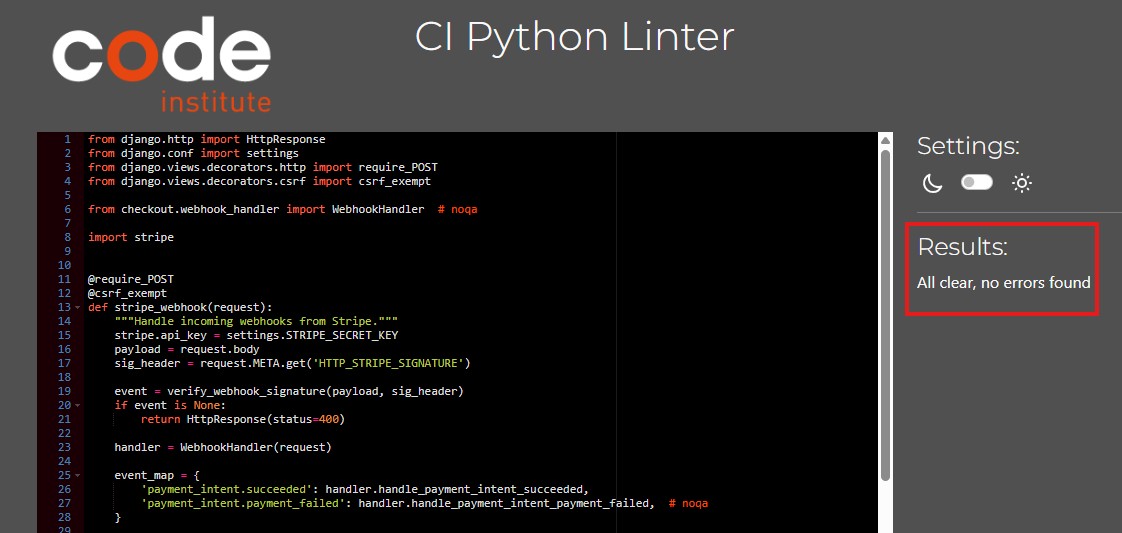 code
institute
CI Python Linter
1 from django.http import HttpResponse
2 from django.conf import settings
3 from django.views.decorators.http import require_POST
4 from django.views.decorators.csrf import csrf_exempt
5
6 from checkout.webhook_handler import WebhookHandler  # noqa
7
8 import stripe
9
10
11 @require_POST
12 @csrf_exempt
13 def stripe_webhook(request):
14     """Handle incoming webhooks from Stripe."""
15     stripe.api_key = settings.STRIPE_SECRET_KEY
16     payload = request.body
17     sig_header = request.META.get('HTTP_STRIPE_SIGNATURE')
18
19     event = verify_webhook_signature(payload, sig_header)
20     if event is None:
21         return HttpResponse(status=400)
22
23     handler = WebhookHandler(request)
24
25     event_map = {
26         'payment_intent.succeeded': handler.handle_payment_intent_succeeded,
27         'payment_intent.payment_failed': handler.handle_payment_intent_payment_failed,  # noqa
28     }
29
Settings:
Results:
All clear, no errors found